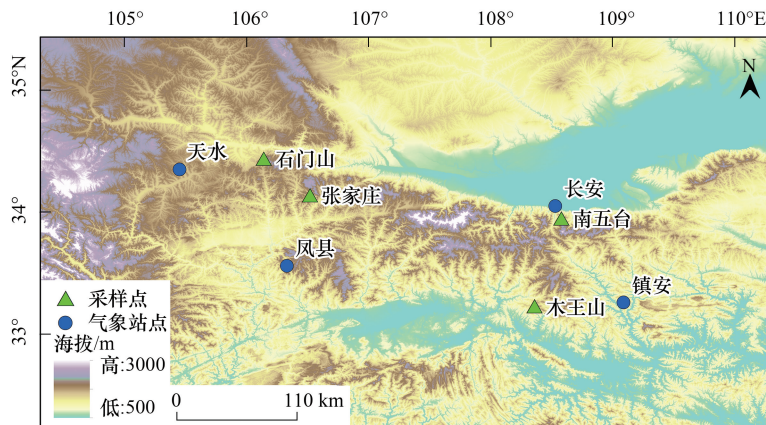 105° 106° 107° 108° 109° 110°E
35°N
N
天水
石门山
张家庄
长安
34°
南五台
凤县
镇安
采样点
木王山
气象站点
33°
海拔/m
高:3000
低:500
0 110 km